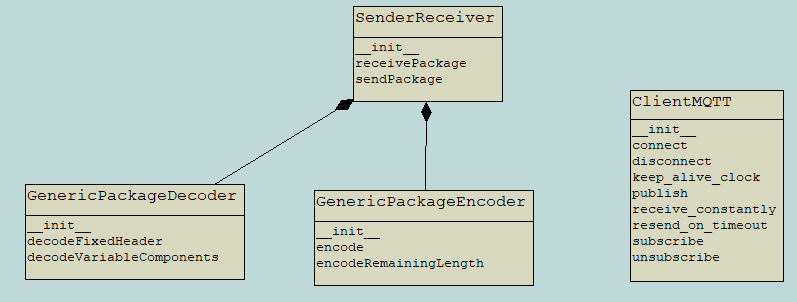 SenderReceiver
__init__
receivePackage
sendPackage
ClientMQTT
__init__
connect
disconnect
keep_alive_clock
publish
receive_constantly
resend_on_timeout
subscribe
unsubscribe
GenericPackageDecoder
__init__
decodeFixedHeader
decodeVariableComponents
GenericPackageEncoder
__init__
encode
encodeRemainingLength